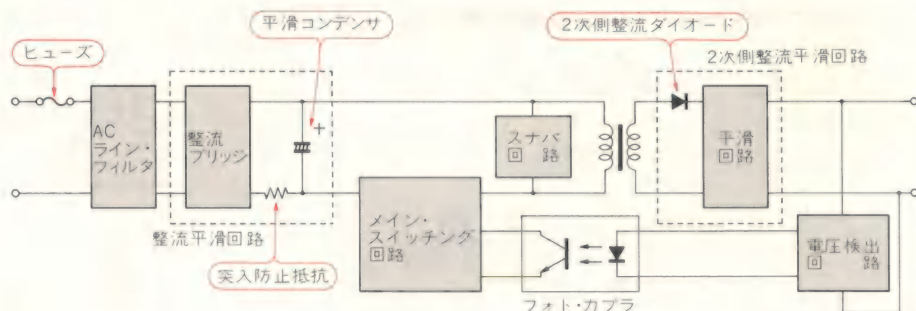 平滑コンデンサ
2次側整流ダイオード
ヒューズ
2次側整流平滑回路
AC
ライン・
フィルタ
整流
ブリッジ
+
スナバ
回路
平滑
回路
メイン・
スイッチング
回路
電圧検出
回路
整流平滑回路
突入防止抵抗
フォト・カプラ